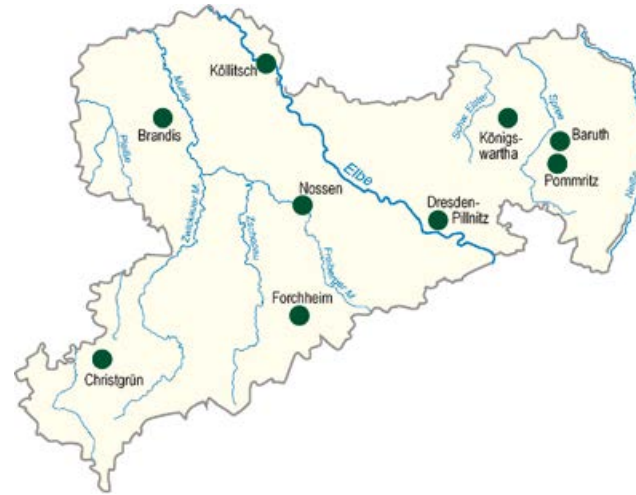 Köllitsch
Mulde
Brandis
Pleiße
Schw. Elster
Spree
Königs-
wartha
Baruth
Pommritz
Neiße
Elbe
Nossen
Dresden-
Pillnitz
Zwickauer M.
Zschopau
Freiberger M.
Forchheim
Christgrün